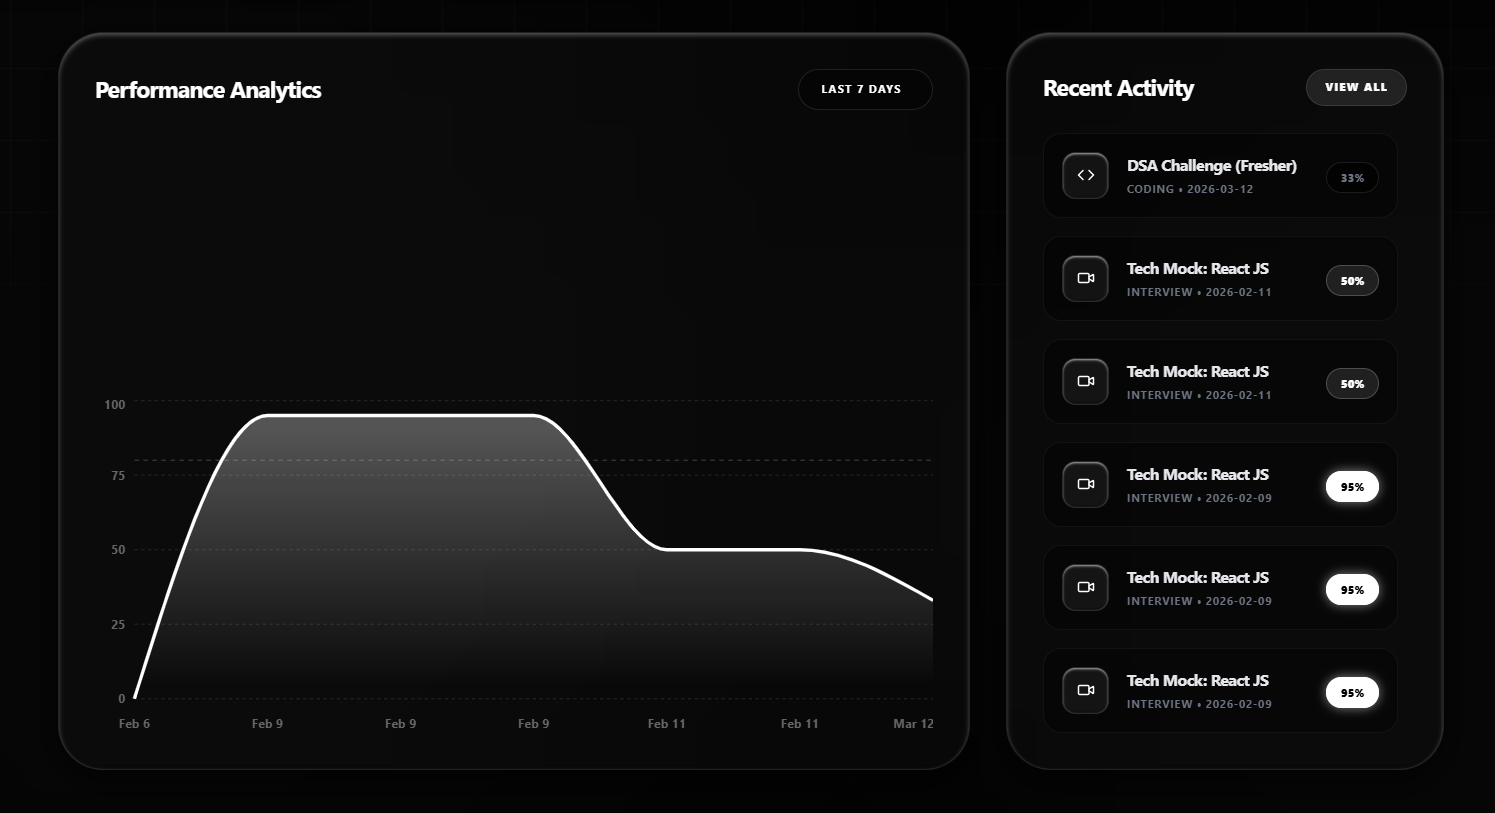 Performance Analytics
LAST 7 DAYS
100
75
50
25
0
Feb 6
Feb 9
Feb 9
Feb 9
Feb 11
Feb 11
Mar 12
Recent Activity
VIEW ALL
DSA Challenge (Fresher)
CODING • 2026-03-12
33%
Tech Mock: React JS
INTERVIEW • 2026-02-11
50%
Tech Mock: React JS
INTERVIEW • 2026-02-11
50%
Tech Mock: React JS
INTERVIEW • 2026-02-09
95%
Tech Mock: React JS
INTERVIEW • 2026-02-09
95%
Tech Mock: React JS
INTERVIEW • 2026-02-09
95%